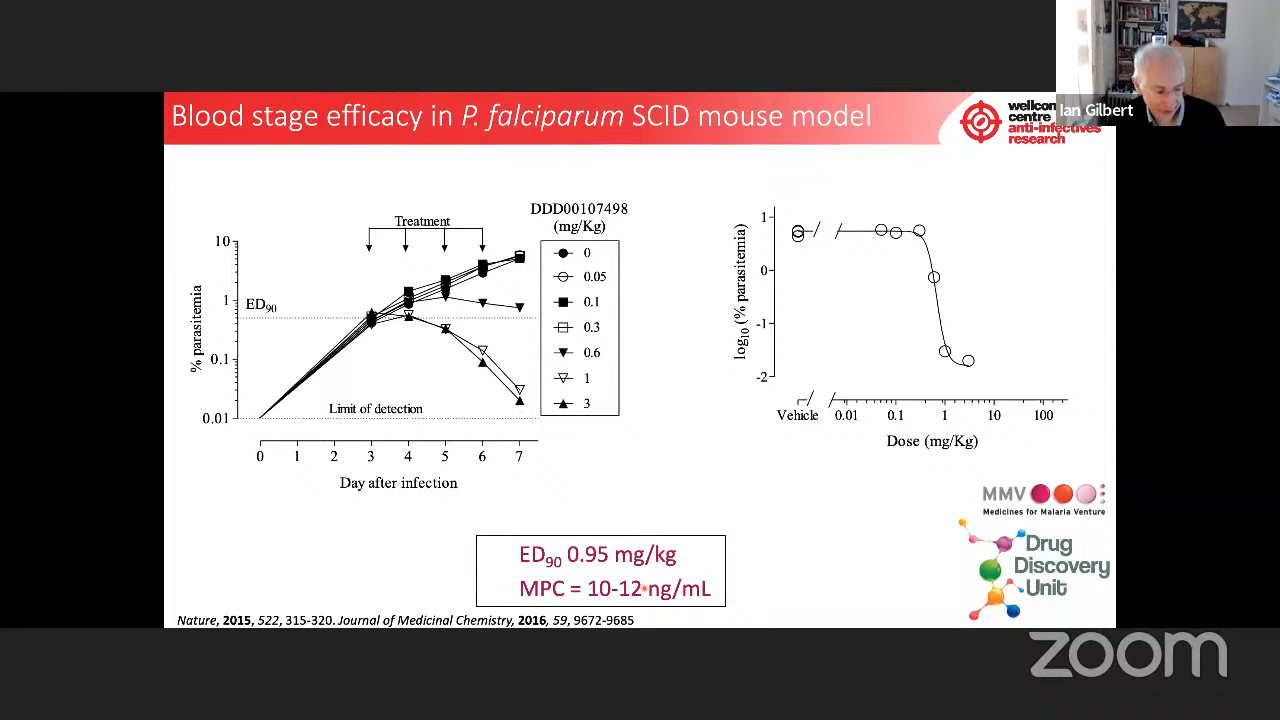 Ian Gilbert
Blood stage efficacy in P. falciparum SCID mouse model
wellcom
centre
anti-infectives
research
Treatment
DDD00107498
(mg/Kg)
0
0.05
0.1
0.3
0.6
1
3
10
1
0.1
0.01
% parasitemia
ED90
Limit of detection
0 1 2 3 4 5 6 7
Day after infection
1
0
-1
-2
log10 (% parasitemia)
Vehicle 0.01 0.1 1 10 100
Dose (mg/Kg)
MMV
Medicines for Malaria Venture
Drug
Discovery
Unit
ED90 0.95 mg/kg
MPC = 10-12 ng/mL
Nature, 2015, 522, 315-320. Journal of Medicinal Chemistry, 2016, 59, 9672-9685
zoom